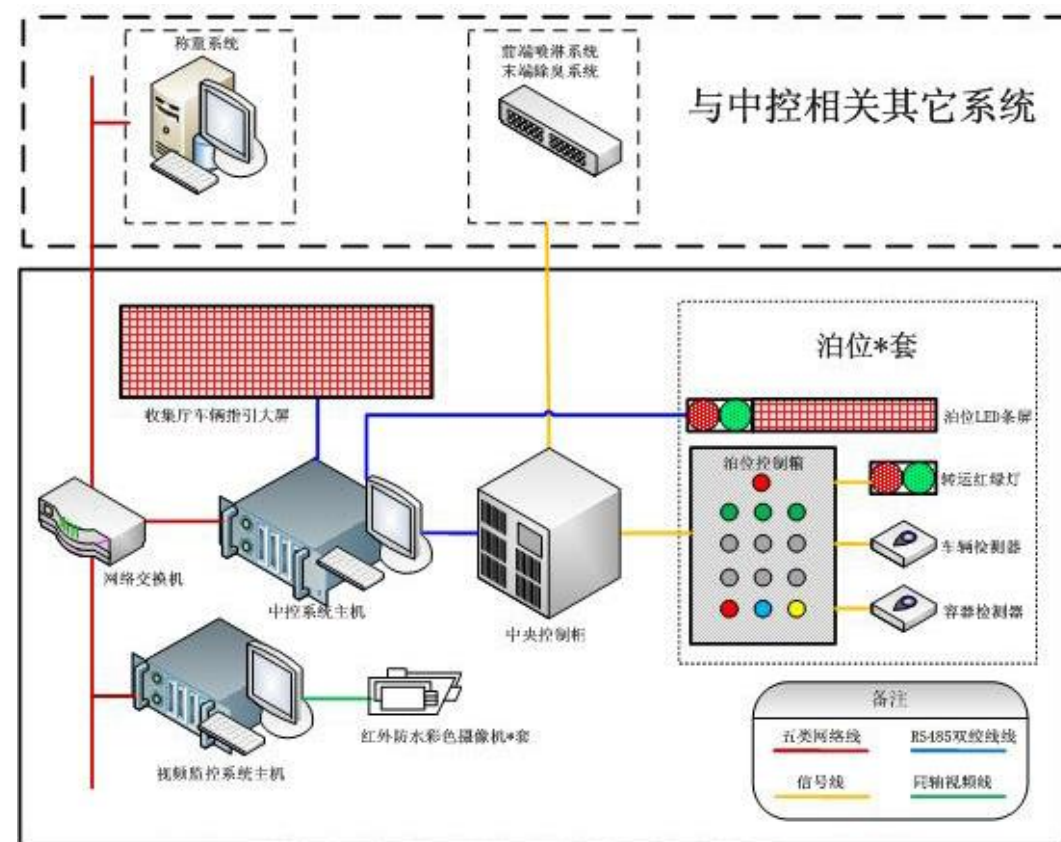 称重系统
前端喷淋系统
末端除臭系统
与中控相关其它系统
泊位*套
收集厅车辆指引大屏
泊位LED条屏
泊位控制箱
转运红绿灯
网络交换机
车辆检测器
中控系统主机
中央控制柜
容器检测器
红外防水彩色摄像机*套
视频监控系统主机
备注
五类网络线
RS485双绞线线
信号线
同轴视频线